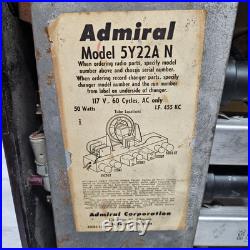 Admiral
Model 5Y22A N
When ordering radio parts, specify
model number above and chassis serial number.
When ordering record changer parts, specify
changer model number and the run number
from label on underside of changer.
117 V. 60 Cycles, AC only
50 Watts
I.F. 455 KC
Tube Locations
Admiral Corporation